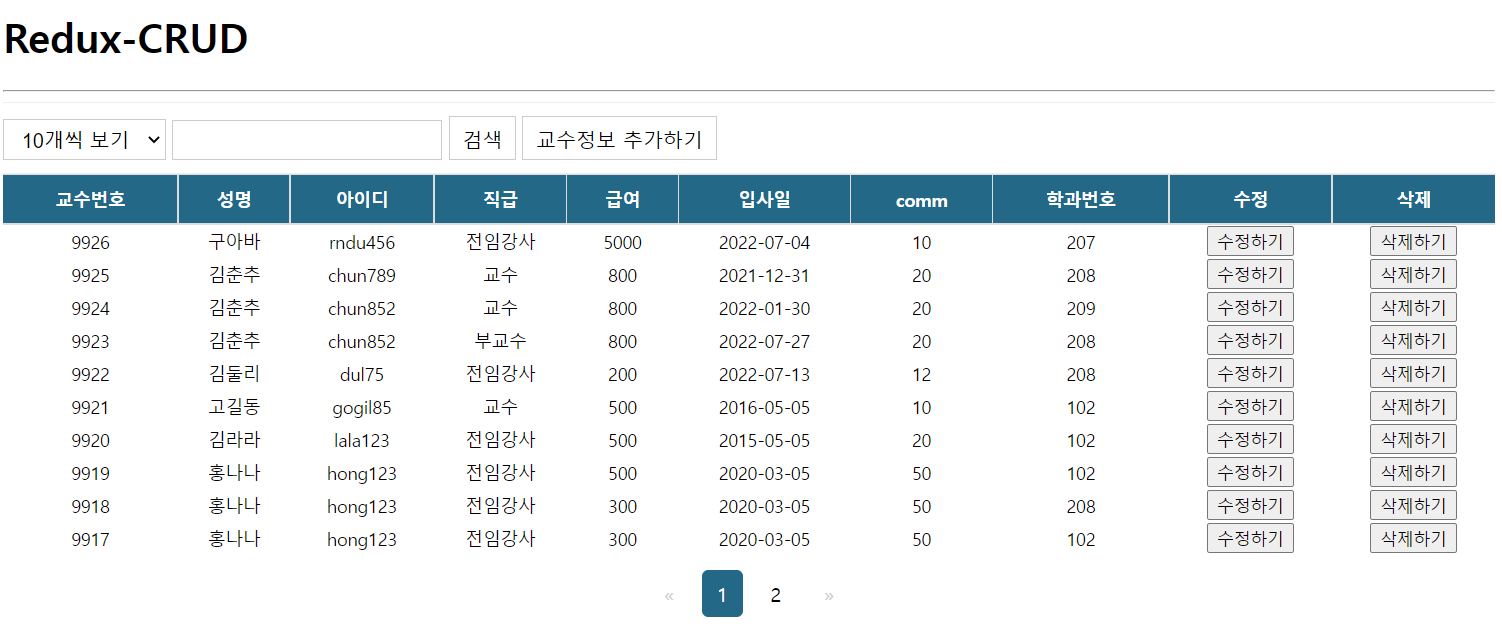 Redux-CRUD
10개씩 보기 검색 교수정보 추가하기
교수번호 성명 아이디 직급 급여 입사일 comm 학과번호 수정 삭제
9926 구아바 rndu456 전임강사 5000 2022-07-04 10 207 수정하기 삭제하기
9925 김춘추 chun789 교수 800 2021-12-31 20 208 수정하기 삭제하기
9924 김춘추 chun852 교수 800 2022-01-30 20 209 수정하기 삭제하기
9923 김춘추 chun852 부교수 800 2022-07-27 20 208 수정하기 삭제하기
9922 김둘리 dul75 전임강사 200 2022-07-13 12 208 수정하기 삭제하기
9921 고길동 gogil85 교수 500 2016-05-05 10 102 수정하기 삭제하기
9920 김라라 lala123 전임강사 500 2015-05-05 20 102 수정하기 삭제하기
9919 홍나나 hong123 전임강사 500 2020-03-05 50 102 수정하기 삭제하기
9918 홍나나 hong123 전임강사 300 2020-03-05 50 208 수정하기 삭제하기
9917 홍나나 hong123 전임강사 300 2020-03-05 50 102 수정하기 삭제하기
« 1 2 »